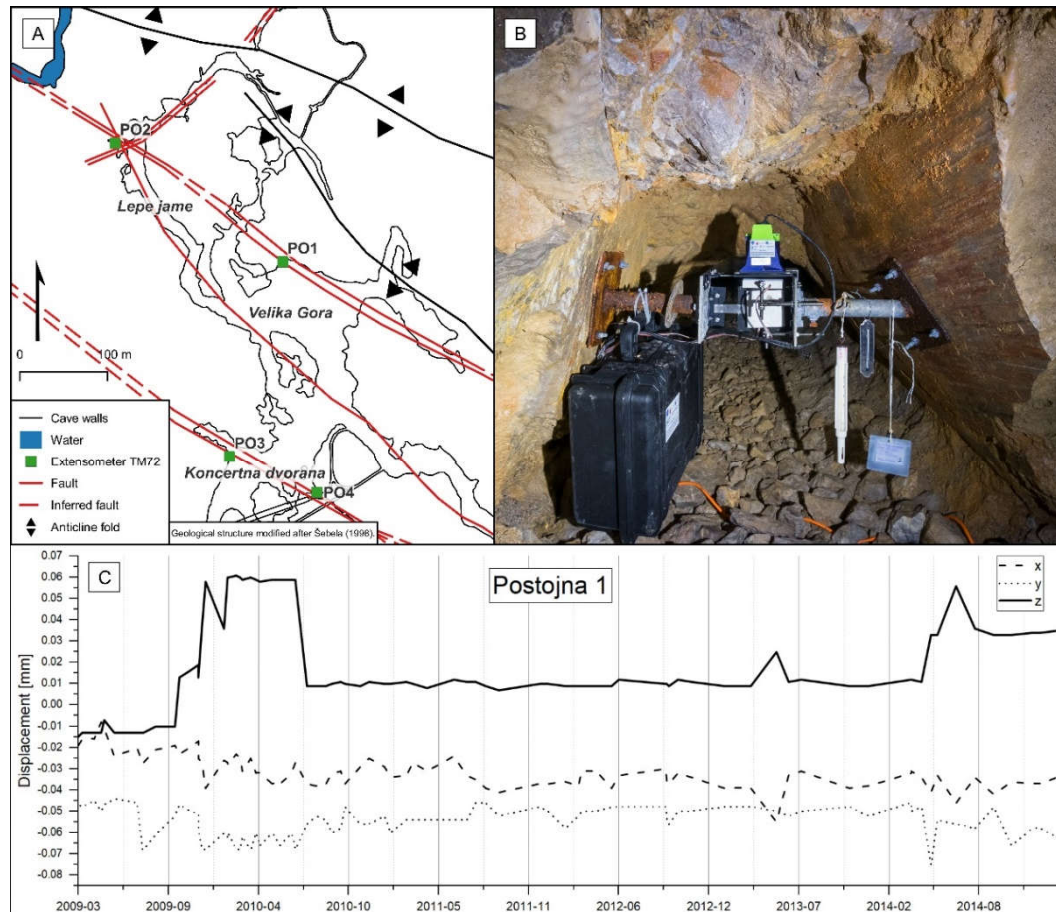 A
PO2
Lepe jame
PO1
Velika Gora
0 100 m
PO3
Koncertna dvorana
PO4
Cave walls
Water
Extensometer TM72
Fault
Inferred fault
Anticline fold
Geological structure modified after Šebela (1998).
B
C
Postojna 1
x
y
z
Displacement [mm]
0.07
0.06
0.05
0.04
0.03
0.02
0.01
0.00
-0.01
-0.02
-0.03
-0.04
-0.05
-0.06
-0.07
-0.08
2009-03 2009-09 2010-04 2010-10 2011-05 2011-11 2012-06 2012-12 2013-07 2014-02 2014-08